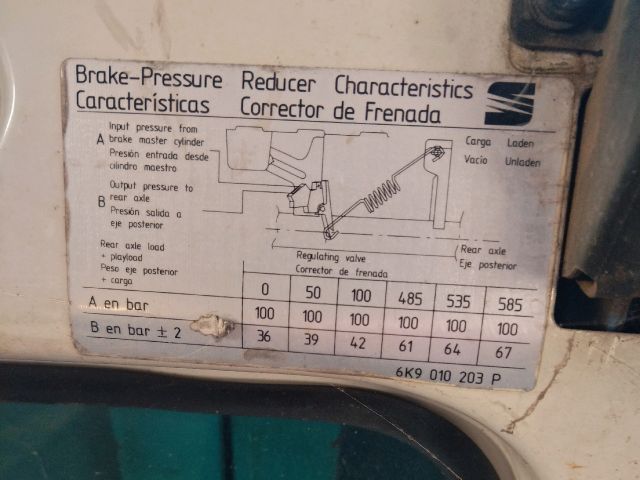 Brake-Pressure Reducer Characteristics
Características Corrector de Frenada
A
Input pressure from
brake master cylinder
Presión entrada desde
cilindro maestro
Carga Laden
Vacío Unladen
B
Output pressure to
rear axle
Presión salida a
eje posterior
Rear axle load
+ playload
Peso eje posterior
+ carga
Regulating valve
Corrector de frenada
Rear axle
Eje posterior
0 50 100 485 535 585
A en bar 100 100 100 100 100 100
B en bar ± 2 36 39 42 61 64 67
6K9 010 203 P